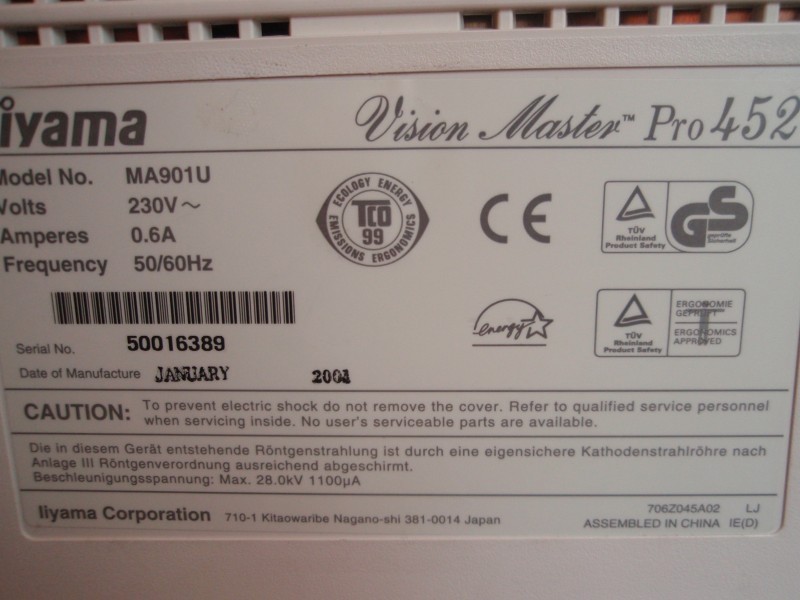 iiyama Vision Master™ Pro 452
Model No. MA901U
Volts 230V～
Amperes 0.6A
Frequency 50/60Hz
ECOLOGY ENERGY
TCO
99
EMISSIONS ERGONOMICS
CE
TÜV
Rheinland
Product Safety
GS
geprüfte
Sicherheit
energy
TÜV
Rheinland
Product Safety
ERGONOMIE
GEPRÜFT
ERGONOMICS
APPROVED
Serial No. 50016389
Date of Manufacture JANUARY
CAUTION: To prevent electric shock do not remove the cover. Refer to qualified service personnel
when servicing inside. No user's serviceable parts are available.
Die in diesem Gerät entstehende Röntgenstrahlung ist durch eine eigensichere Kathodenstrahlröhre nach
Anlage III Röntgenverordnung ausreichend abgeschirmt.
Beschleunigungsspannung: Max. 28.0kV 1100µA
Iiyama Corporation 710-1 Kitaowaribe Nagano-shi 381-0014 Japan
706Z045A02 LJ
ASSEMBLED IN CHINA IE(D)